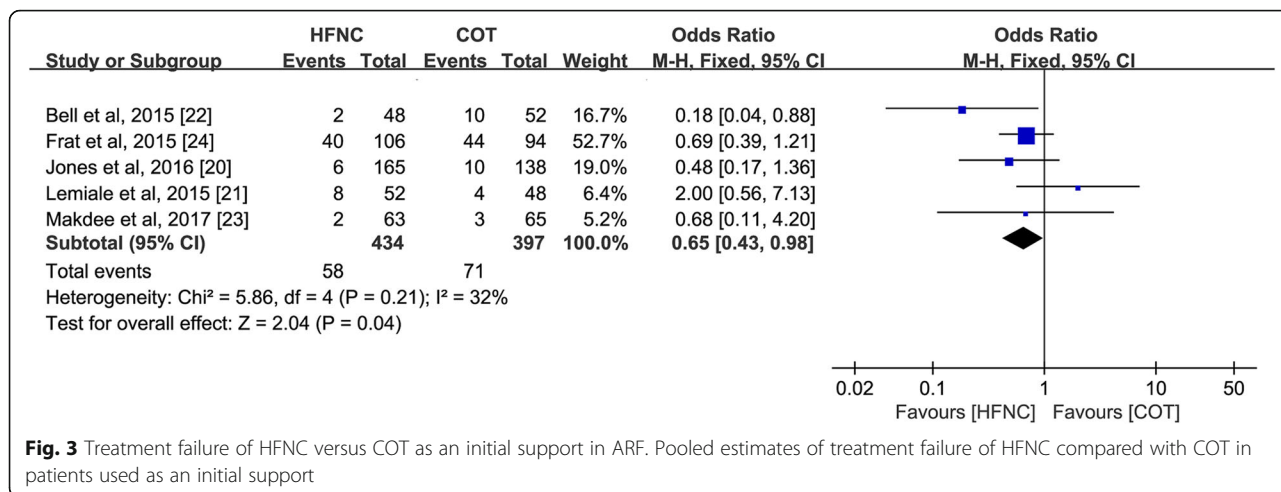 HFNC COT Odds Ratio Odds Ratio
Study or Subgroup Events Total Events Total Weight M-H, Fixed, 95% CI M-H, Fixed, 95% CI
Bell et al, 2015 [22] 2 48 10 52 16.7% 0.18 [0.04, 0.88]
Frat et al, 2015 [24] 40 106 44 94 52.7% 0.69 [0.39, 1.21]
Jones et al, 2016 [20] 6 165 10 138 19.0% 0.48 [0.17, 1.36]
Lemiale et al, 2015 [21] 8 52 4 48 6.4% 2.00 [0.56, 7.13]
Makdee et al, 2017 [23] 2 63 3 65 5.2% 0.68 [0.11, 4.20]
Subtotal (95% CI) 434 397 100.0% 0.65 [0.43, 0.98]
Total events 58 71
Heterogeneity: Chi² = 5.86, df = 4 (P = 0.21); I² = 32%
Test for overall effect: Z = 2.04 (P = 0.04)
0.02 0.1 1 10 50
Favours [HFNC] Favours [COT]
Fig. 3 Treatment failure of HFNC versus COT as an initial support in ARF. Pooled estimates of treatment failure of HFNC compared with COT in
patients used as an initial support